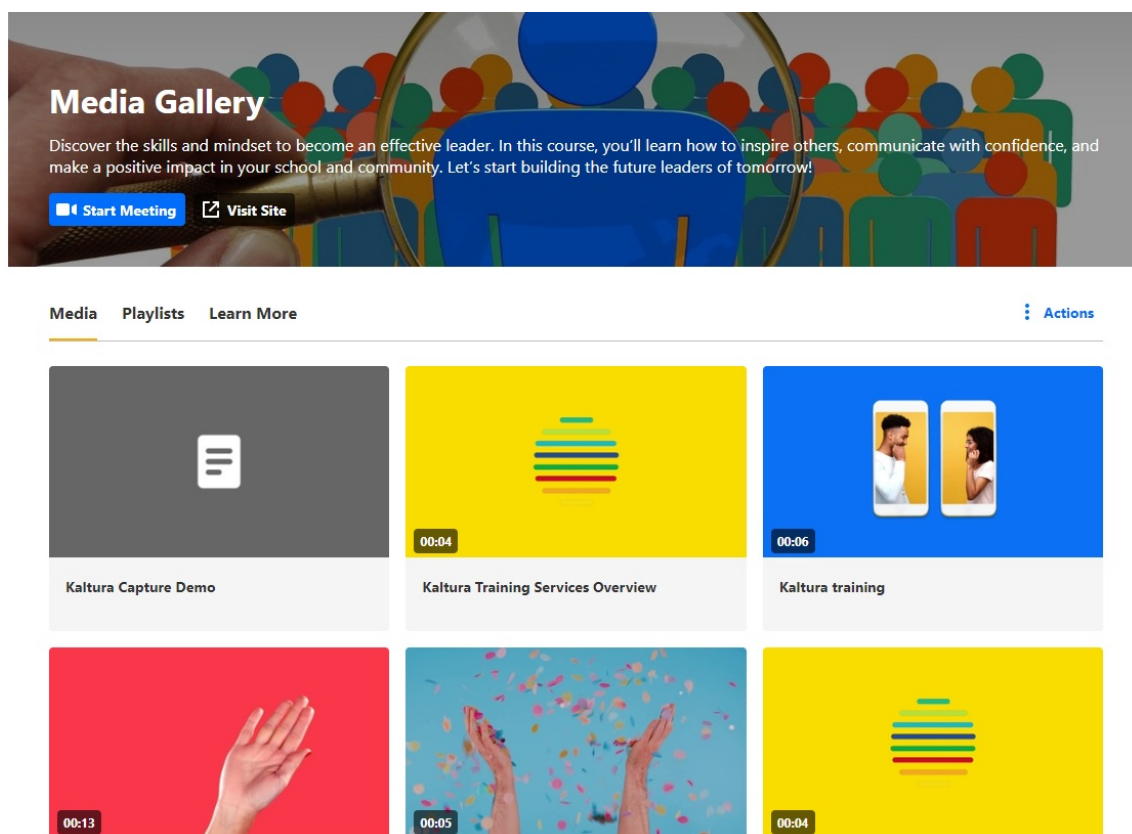 Media Gallery
Discover the skills and mindset to become an effective leader. In this course, you'll learn how to inspire others, communicate with confidence, and
make a positive impact in your school and community. Let's start building the future leaders of tomorrow!
Start Meeting Visit Site
Media Playlists Learn More Actions
00:04 00:06
Kaltura Capture Demo Kaltura Training Services Overview Kaltura training
00:13 00:05 00:04